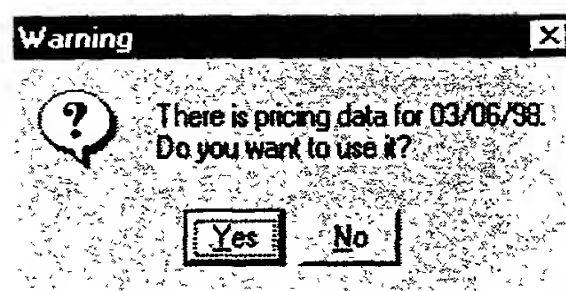 Warning
There is pricing data for 03/06/98.
Do you want to use it?
Yes No